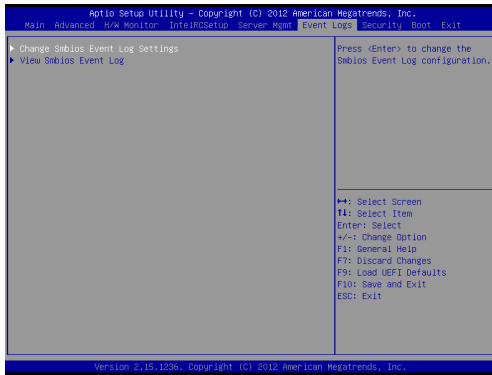 Aptio Setup Utility – Copyright (C) 2012 American Megatrends, Inc.
Main Advanced H/W Monitor IntelRCSetup Server Mgmt Event Logs Security Boot Exit
Change Smbios Event Log Settings
View Smbios Event Log
Press <Enter> to change the
Smbios Event Log configuration.
↔: Select Screen
↑↓: Select Item
Enter: Select
+/-: Change Option
F1: General Help
F7: Discard Changes
F9: Load UEFI Defaults
F10: Save and Exit
ESC: Exit
Version 2.15.1236. Copyright (C) 2012 American Megatrends, Inc.